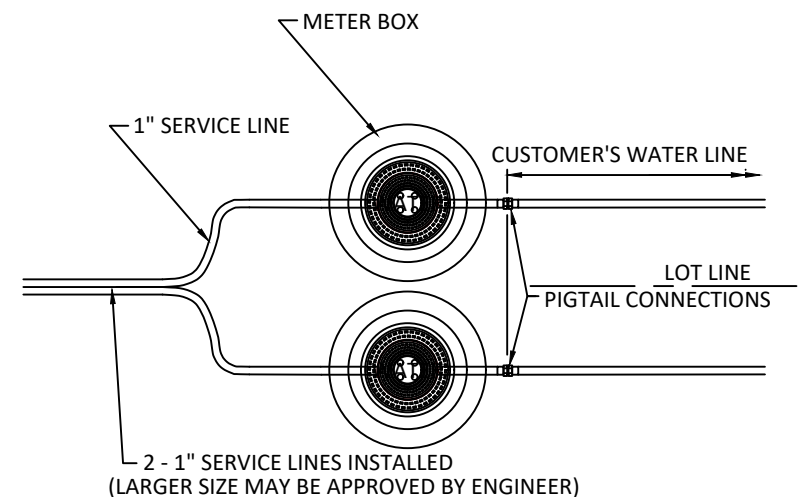 METER BOX
1" SERVICE LINE
CUSTOMER'S WATER LINE
LOT LINE
PIGTAIL CONNECTIONS
2 - 1" SERVICE LINES INSTALLED
(LARGER SIZE MAY BE APPROVED BY ENGINEER)